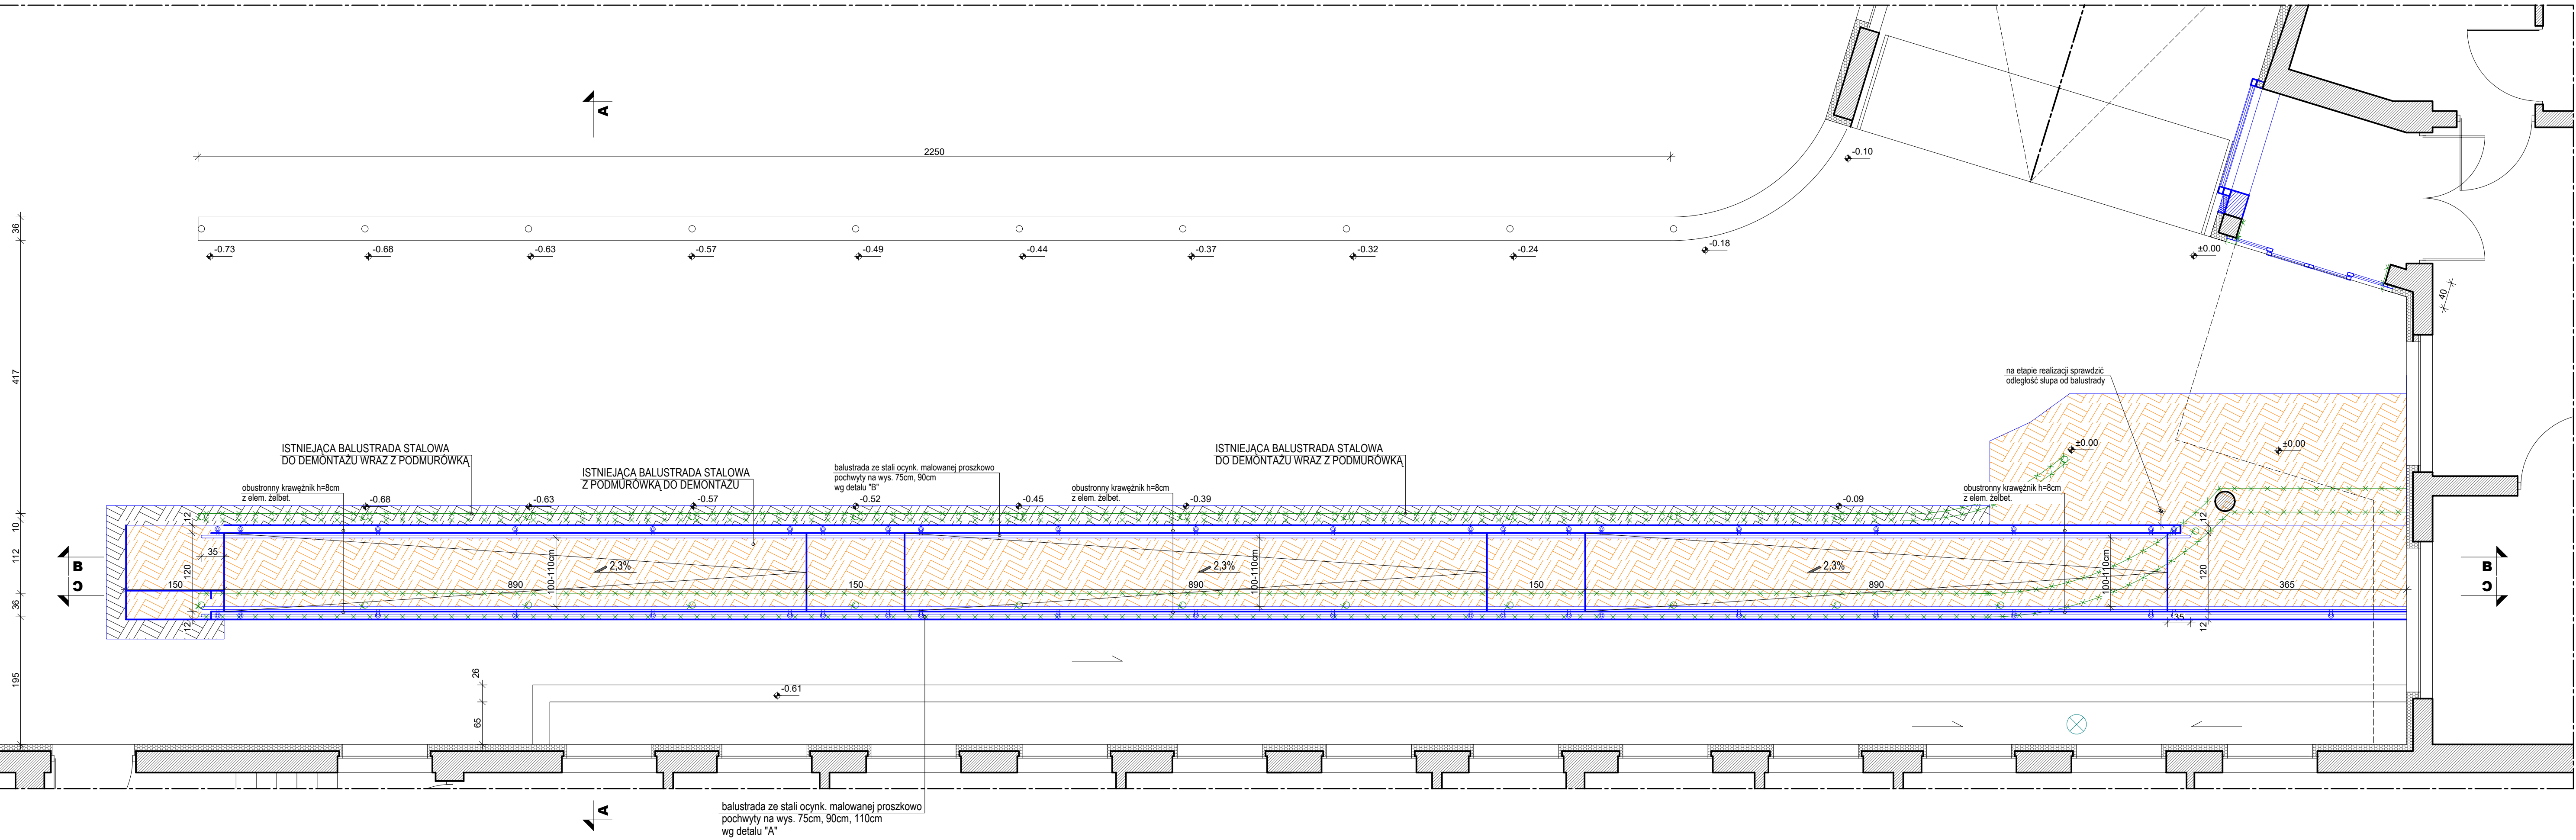 A
2250
-0.10
36
-0.73
-0.68
-0.63
-0.57
-0.49
-0.44
-0.37
-0.32
-0.24
-0.18
±0.00
40
417
na etapie realizacji sprawdzić
odległość słupa od balustrady
ISTNIEJĄCA BALUSTRADA STALOWA
DO DEMONTAŻU WRAZ Z PODMURÓWKĄ
ISTNIEJĄCA BALUSTRADA STALOWA
Z PODMURÓWKĄ DO DEMONTAŻU
balustrada ze stali ocynk. malowanej proszkowo
pochwyty na wys. 75cm, 90cm
wg detalu "B"
ISTNIEJĄCA BALUSTRADA STALOWA
DO DEMONTAŻU WRAZ Z PODMURÓWKĄ
±0.00
±0.00
obustronny krawężnik h=8cm
z elem. żelbet.
obustronny krawężnik h=8cm
z elem. żelbet.
obustronny krawężnik h=8cm
z elem. żelbet.
-0.68
-0.63
-0.57
-0.52
-0.45
-0.39
-0.09
10
12
12
112
35
120
100-110cm
100-110cm
100-110cm
120
B
B
C
C
2,3%
2,3%
2,3%
150
890
150
890
150
890
365
36
12
35
12
195
26
-0.61
65
A
balustrada ze stali ocynk. malowanej proszkowo
pochwyty na wys. 75cm, 90cm, 110cm
wg detalu "A"